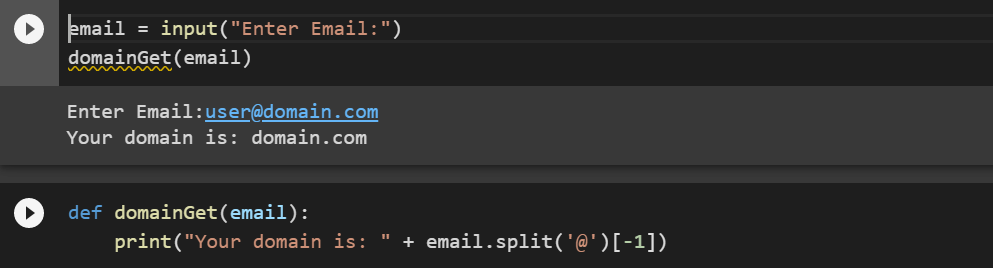 email = input("Enter Email:")
domainGet(email)
Enter Email:user@domain.com
Your domain is: domain.com
def domainGet(email):
    print("Your domain is: " + email.split('@')[-1])